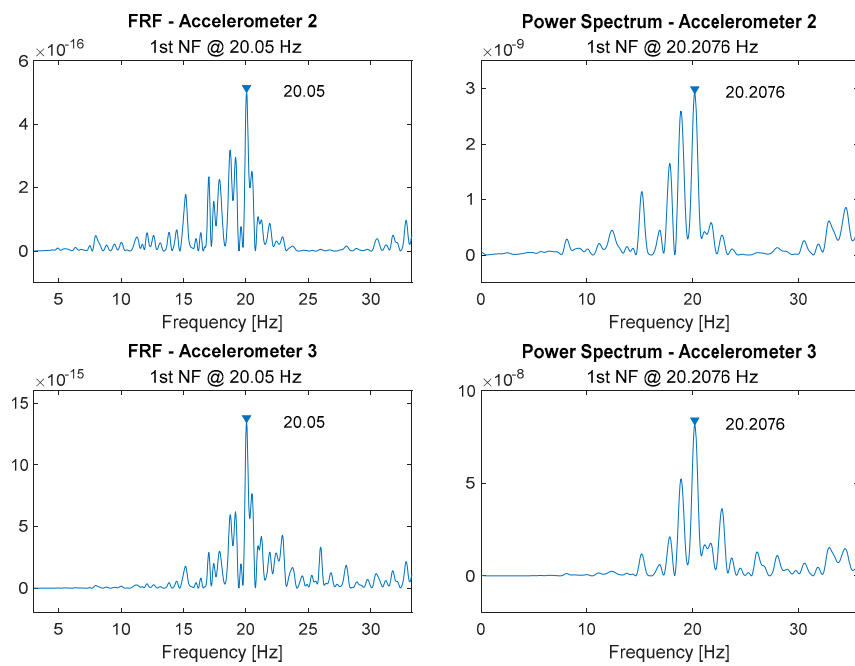 FRF - Accelerometer 2
1st NF @ 20.05 Hz
×10^-16
6
4
2
0
20.05
5 10 15 20 25 30
Frequency [Hz]
Power Spectrum - Accelerometer 2
1st NF @ 20.2076 Hz
×10^-9
3
2
1
0
20.2076
0 10 20 30
Frequency [Hz]
FRF - Accelerometer 3
1st NF @ 20.05 Hz
×10^-15
15
10
5
0
20.05
5 10 15 20 25 30
Frequency [Hz]
Power Spectrum - Accelerometer 3
1st NF @ 20.2076 Hz
×10^-8
10
5
0
20.2076
0 10 20 30
Frequency [Hz]